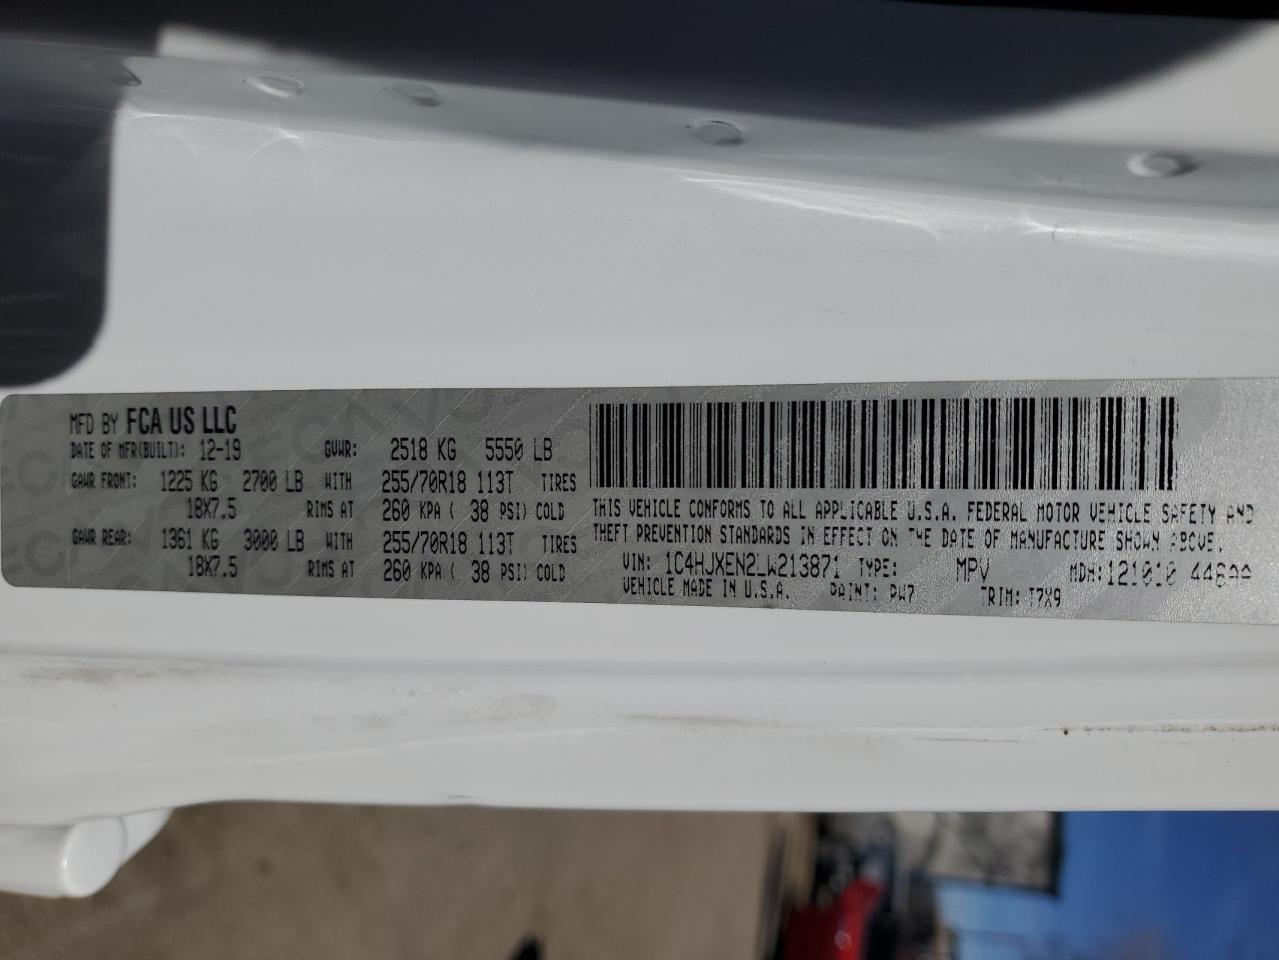 MFD BY FCA US LLC
DATE OF MFR(BUILT): 12-19 GVWR: 2518 KG 5550 LB
GAWR FRONT: 1225 KG 2700 LB WITH 255/70R18 113T TIRES
18X7.5 RIMS AT 260 KPA ( 38 PSI) COLD
GAWR REAR: 1361 KG 3000 LB WITH 255/70R18 113T TIRES
18X7.5 RIMS AT 260 KPA ( 38 PSI) COLD
THIS VEHICLE CONFORMS TO ALL APPLICABLE U.S.A. FEDERAL MOTOR VEHICLE SAFETY AND
THEFT PREVENTION STANDARDS IN EFFECT ON THE DATE OF MANUFACTURE SHOWN ABOVE.
VIN: 1C4HJXEN2LW213871 TYPE: MPV MDH:
VEHICLE MADE IN U.S.A. PAINT: PW7 TRIM: T7X9